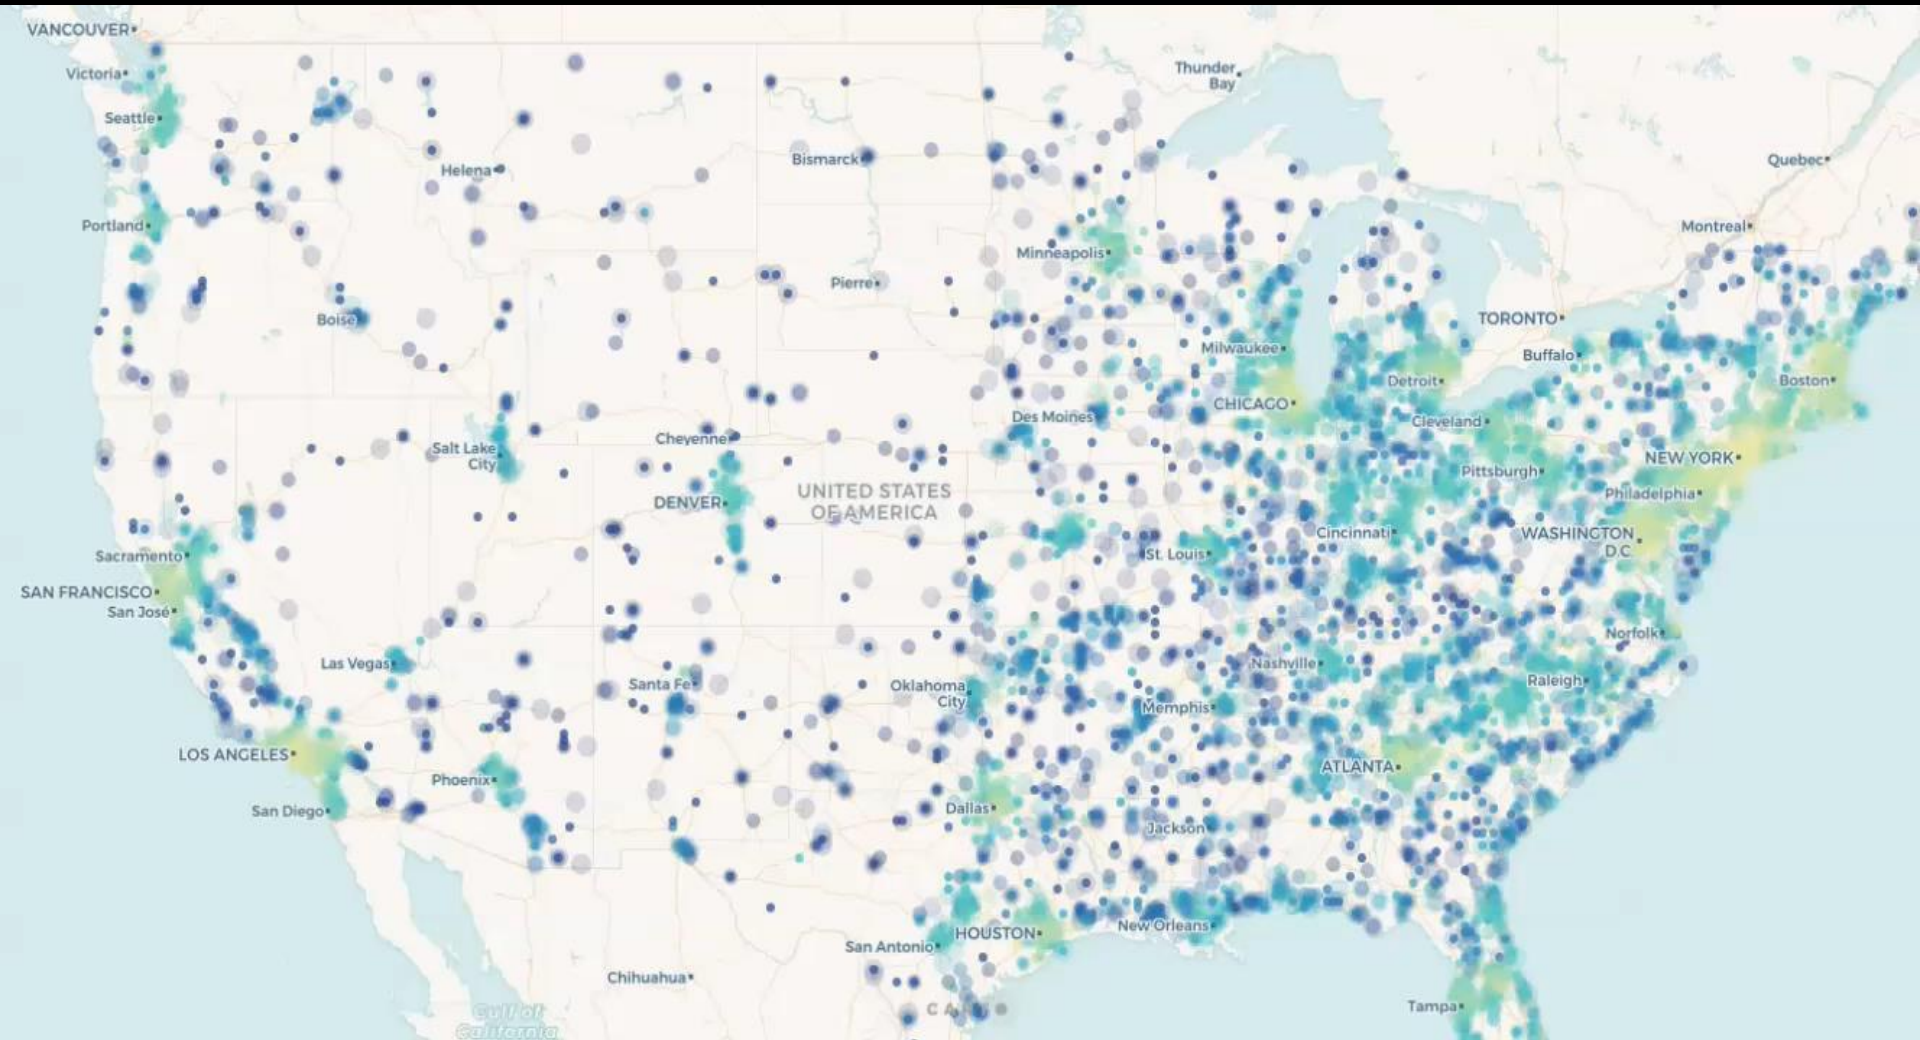 VANCOUVER
Victoria
Seattle
Thunder
Bay
Helena
Bismarck
Quebec
Portland
Montreal
Minneapolis
Pierre
Boise
TORONTO
Milwaukee
Buffalo
Detroit
Boston
CHICAGO
Des Moines
Cleveland
Salt Lake
City
Cheyenne
NEW YORK
Pittsburgh
UNITED STATES
OF AMERICA
DENVER
Philadelphia
Cincinnati
WASHINGTON
D.C.
Sacramento
St. Louis
SAN FRANCISCO
San José
Norfolk
Las Vegas
Nashville
Santa Fe
Oklahoma
City
Raleigh
Memphis
LOS ANGELES
Phoenix
ATLANTA
San Diego
Dallas
Jackson
New Orleans
HOUSTON
San Antonio
Chihuahua
Tampa
Gulf of
California